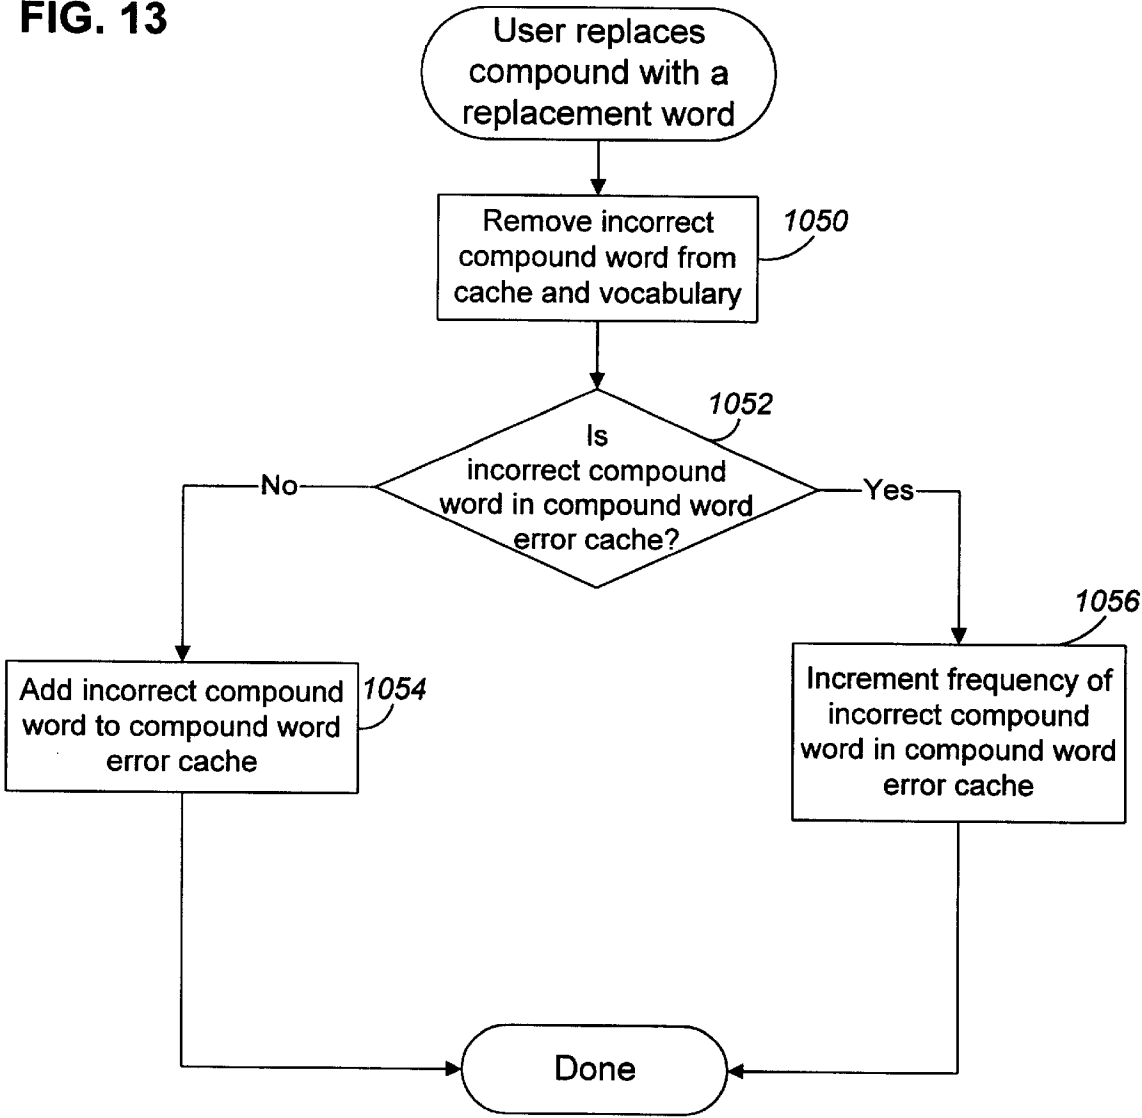 FIG. 13
User replaces
compound with a
replacement word
Remove incorrect
compound word from
cache and vocabulary
1050
1052
Is
incorrect compound
word in compound word
error cache?
No
Yes
1056
Add incorrect compound
word to compound word
error cache
1054
Increment frequency of
incorrect compound
word in compound word
error cache
Done